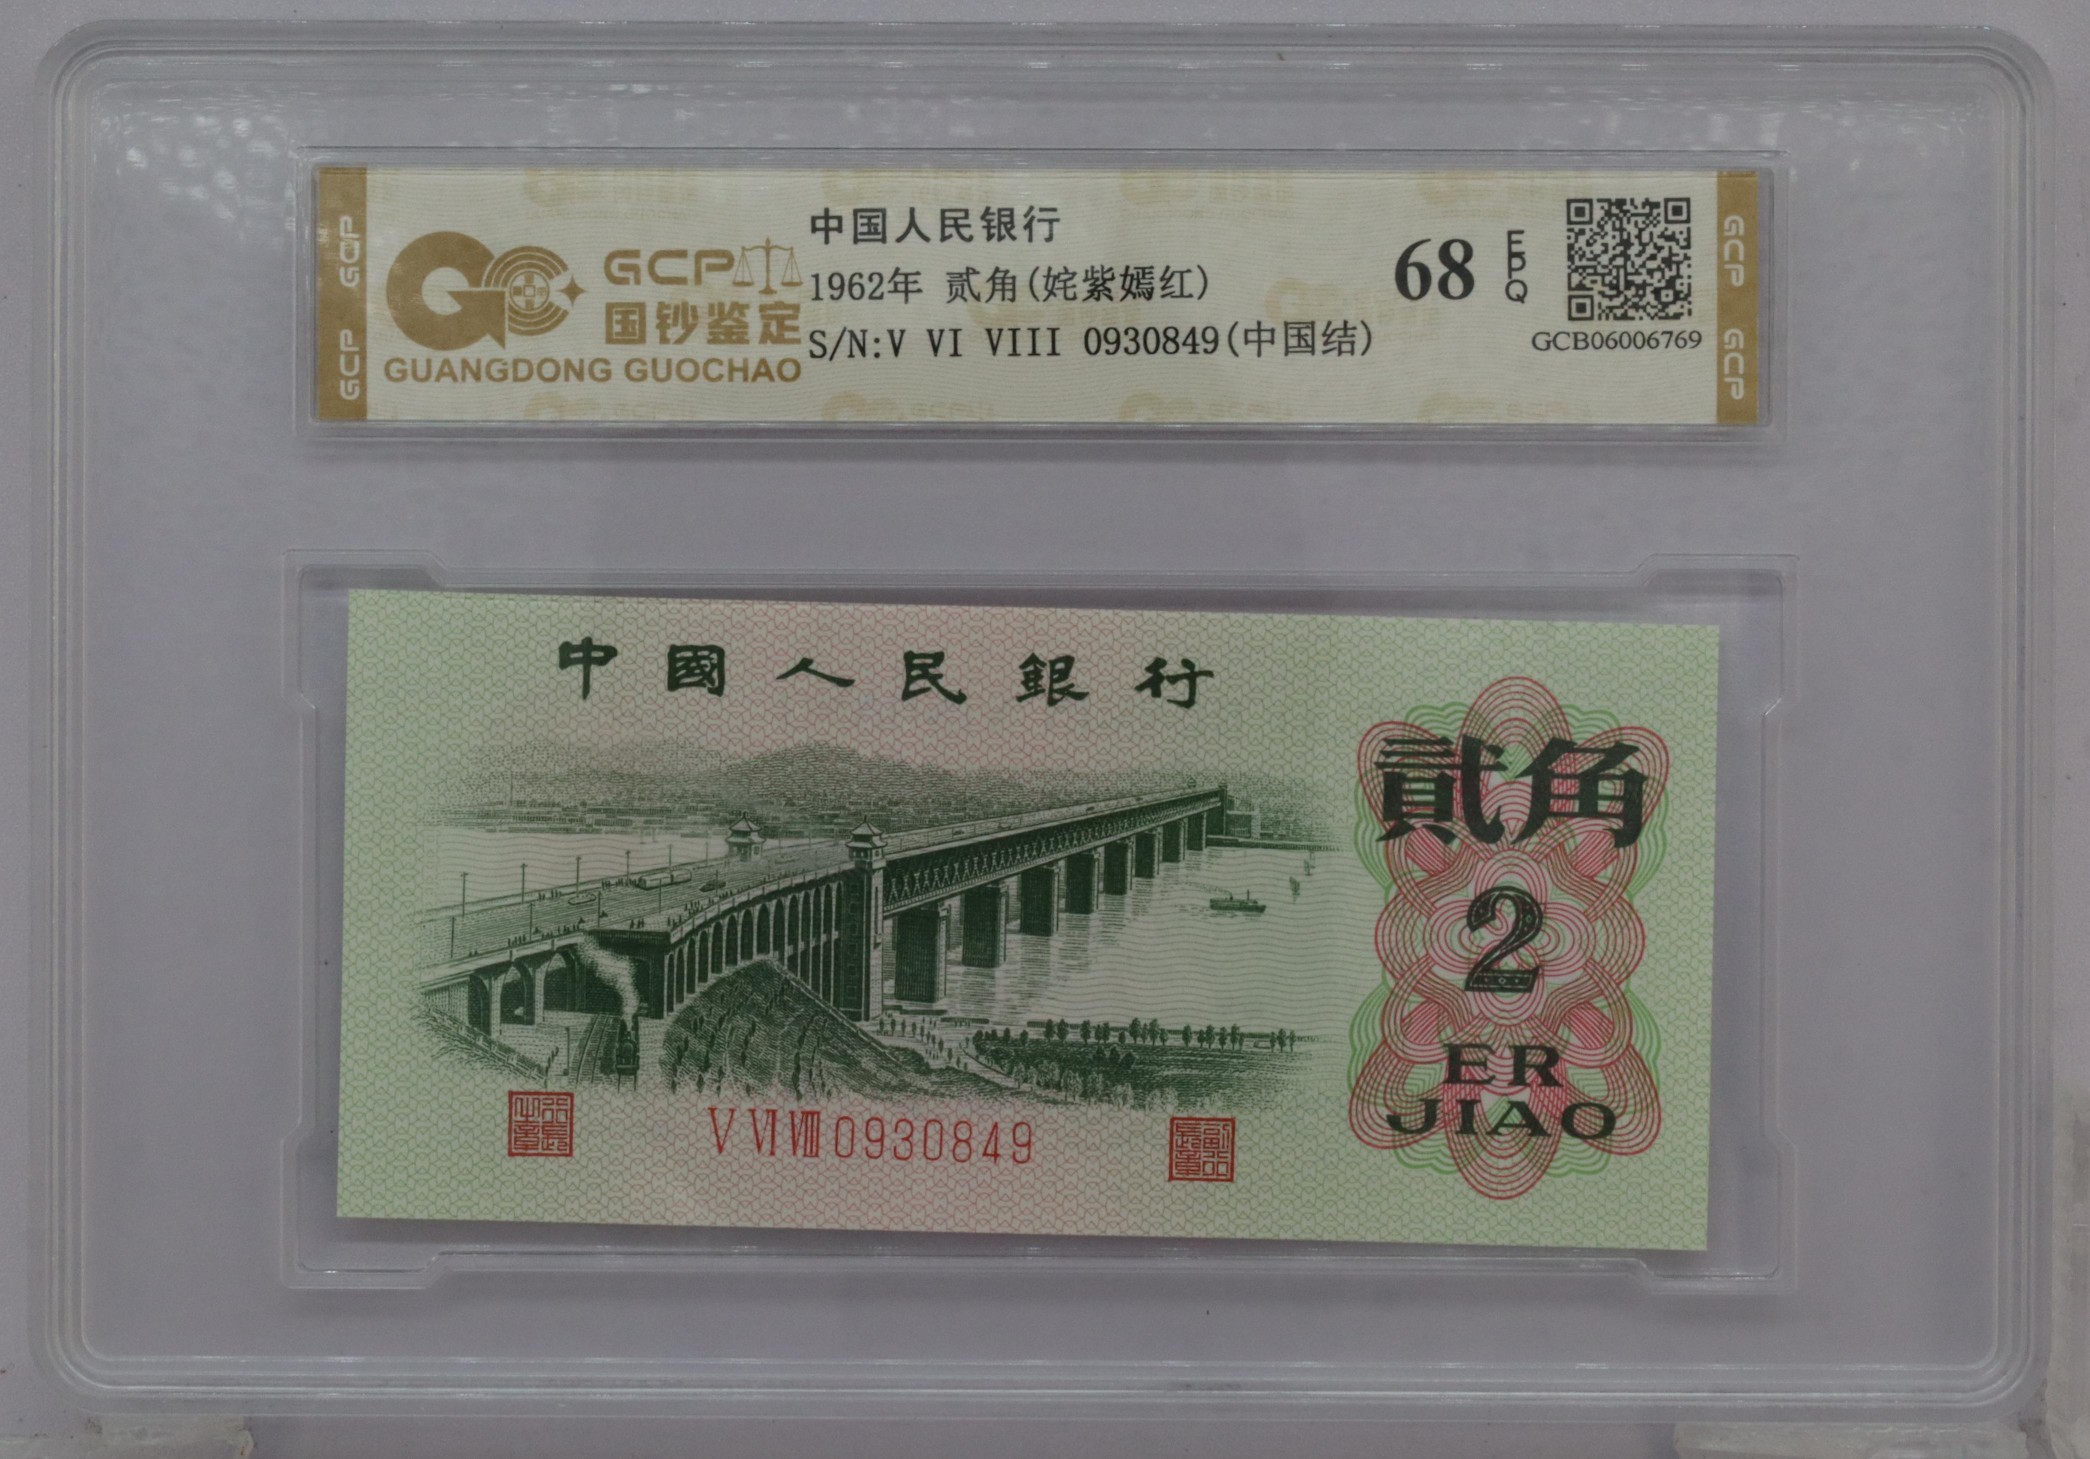 GCP
GCP
GCP
国钞鉴定
GUANGDONG GUOCHAO
中国人民银行
1962年 贰角(姹紫嫣红)
S/N:V VI VIII 0930849(中国结)
68 EPQ
GCB06006769
GCP
GCP
中國人民銀行
貳角
2
ER
JIAO
V VI VIII 0930849